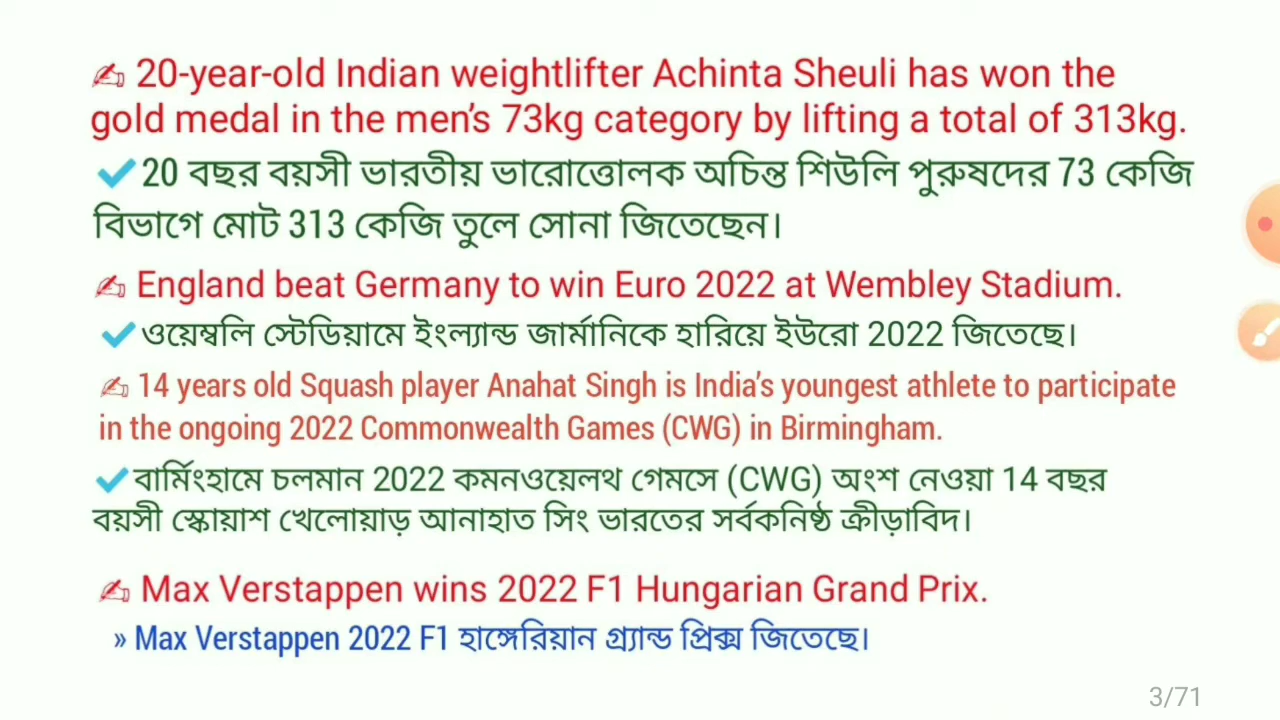 ✍ 20-year-old Indian weightlifter Achinta Sheuli has won the
gold medal in the men's 73kg category by lifting a total of 313kg.
✔20 বছর বয়সী ভারতীয় ভারোত্তোলক অচিন্ত শিউলি পুরুষদের 73 কেজি
বিভাগে মোট 313 কেজি তুলে সোনা জিতেছেন।
✍ England beat Germany to win Euro 2022 at Wembley Stadium.
✔ওয়েম্বলি স্টেডিয়ামে ইংল্যান্ড জার্মানিকে হারিয়ে ইউরো 2022 জিতেছে।
✍ 14 years old Squash player Anahat Singh is India's youngest athlete to participate
in the ongoing 2022 Commonwealth Games (CWG) in Birmingham.
✔বার্মিংহামে চলমান 2022 কমনওয়েলথ গেমসে (CWG) অংশ নেওয়া 14 বছর
বয়সী স্কোয়াশ খেলোয়াড় আনাহাত সিং ভারতের সর্বকনিষ্ঠ ক্রীড়াবিদ।
✍ Max Verstappen wins 2022 F1 Hungarian Grand Prix.
» Max Verstappen 2022 F1 হাঙ্গেরিয়ান গ্র্যান্ড প্রিক্স জিতেছে।
3/71